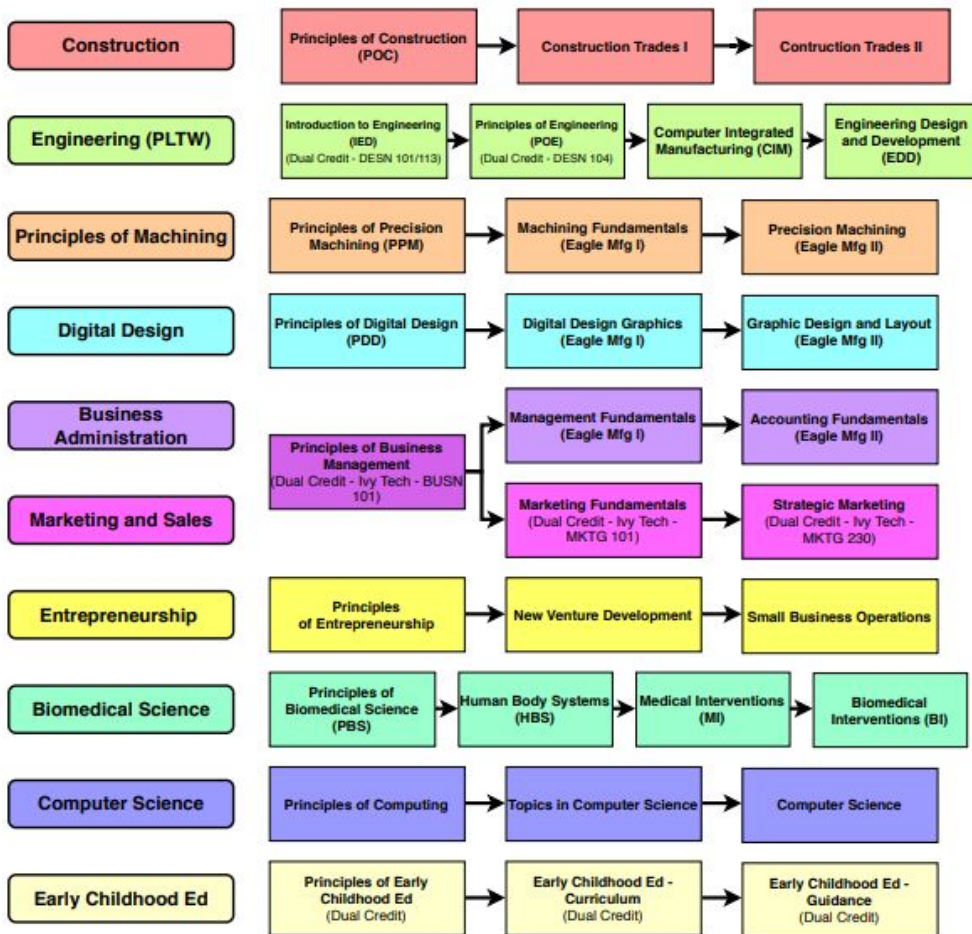 Construction
Principles of Construction
(POC)
Construction Trades I
Contruction Trades II
Engineering (PLTW)
Introduction to Engineering
(IED)
(Dual Credit - DESN 101/113)
Principles of Engineering
(POE)
(Dual Credit - DESN 104)
Computer Integrated
Manufacturing (CIM)
Engineering Design
and Development
(EDD)
Principles of Machining
Principles of Precision
Machining (PPM)
Machining Fundamentals
(Eagle Mfg I)
Precision Machining
(Eagle Mfg II)
Digital Design
Principles of Digital Design
(PDD)
Digital Design Graphics
(Eagle Mfg I)
Graphic Design and Layout
(Eagle Mfg II)
Business
Administration
Principles of Business
Management
(Dual Credit - Ivy Tech - BUSN
101)
Management Fundamentals
(Eagle Mfg I)
Accounting Fundamentals
(Eagle Mfg II)
Marketing and Sales
Marketing Fundamentals
(Dual Credit - Ivy Tech -
MKTG 101)
Strategic Marketing
(Dual Credit - Ivy Tech -
MKTG 230)
Entrepreneurship
Principles
of Entrepreneurship
New Venture Development
Small Business Operations
Biomedical Science
Principles of
Biomedical Science
(PBS)
Human Body Systems
(HBS)
Medical Interventions
(MI)
Biomedical
Interventions (BI)
Computer Science
Principles of Computing
Topics in Computer Science
Computer Science
Early Childhood Ed
Principles of Early
Childhood Ed
(Dual Credit)
Early Childhood Ed -
Curriculum
(Dual Credit)
Early Childhood Ed -
Guidance
(Dual Credit)